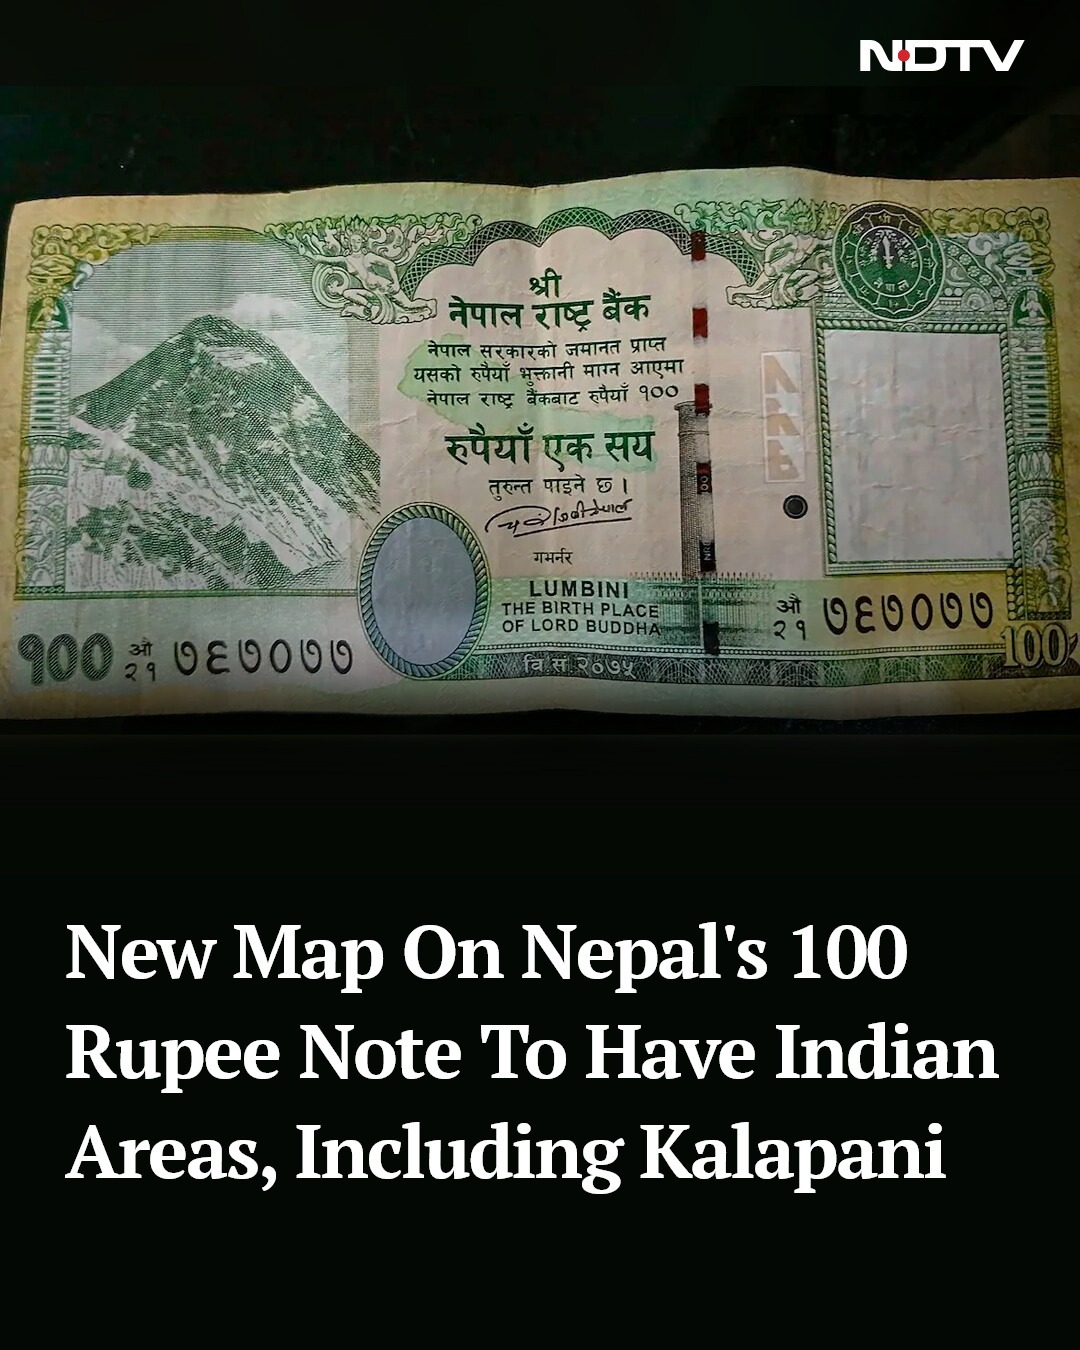 NDTV
श्री
नेपाल राष्ट्र बैंक
नेपाल सरकारको जमानत प्राप्त
यसको रुपैयाँ भुक्तानी माग्न आएमा
नेपाल राष्ट्र बैंकबाट रुपैयाँ १००
रुपैयाँ एक सय
तुरुन्त पाइने छ ।
गभर्नर
NRB
LUMBINI
THE BIRTH PLACE
OF LORD BUDDHA
औ
२१ ७६७०७७
१०० औ
२१ ७६७०७७
वि.सं.२०७५
100
New Map On Nepal's 100
Rupee Note To Have Indian
Areas, Including Kalapani